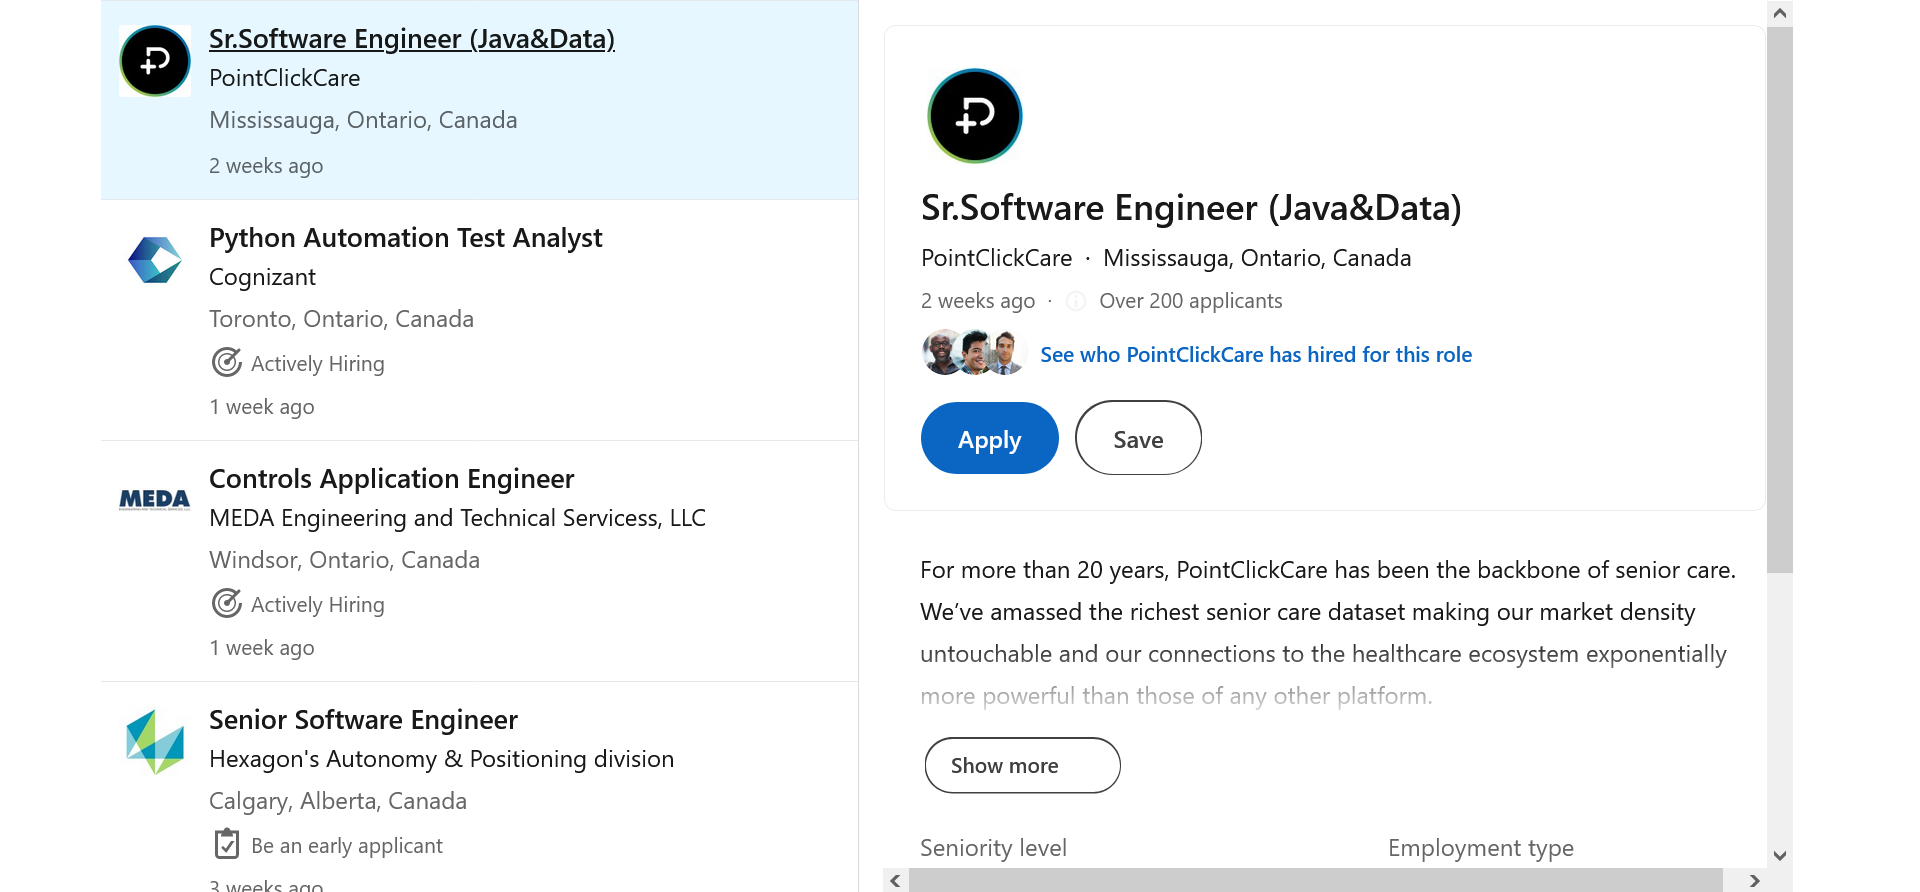 Sr.Software Engineer (Java&Data)
PointClickCare
Mississauga, Ontario, Canada
2 weeks ago
Python Automation Test Analyst
Cognizant
Toronto, Ontario, Canada
Actively Hiring
1 week ago
MEDA
Controls Application Engineer
MEDA Engineering and Technical Servicess, LLC
Windsor, Ontario, Canada
Actively Hiring
1 week ago
Senior Software Engineer
Hexagon's Autonomy & Positioning division
Calgary, Alberta, Canada
Be an early applicant
3 weeks ago
Sr.Software Engineer (Java&Data)
PointClickCare · Mississauga, Ontario, Canada
2 weeks ago · Over 200 applicants
See who PointClickCare has hired for this role
Apply Save
For more than 20 years, PointClickCare has been the backbone of senior care.
We’ve amassed the richest senior care dataset making our market density
untouchable and our connections to the healthcare ecosystem exponentially
more powerful than those of any other platform.
Show more
Seniority level Employment type